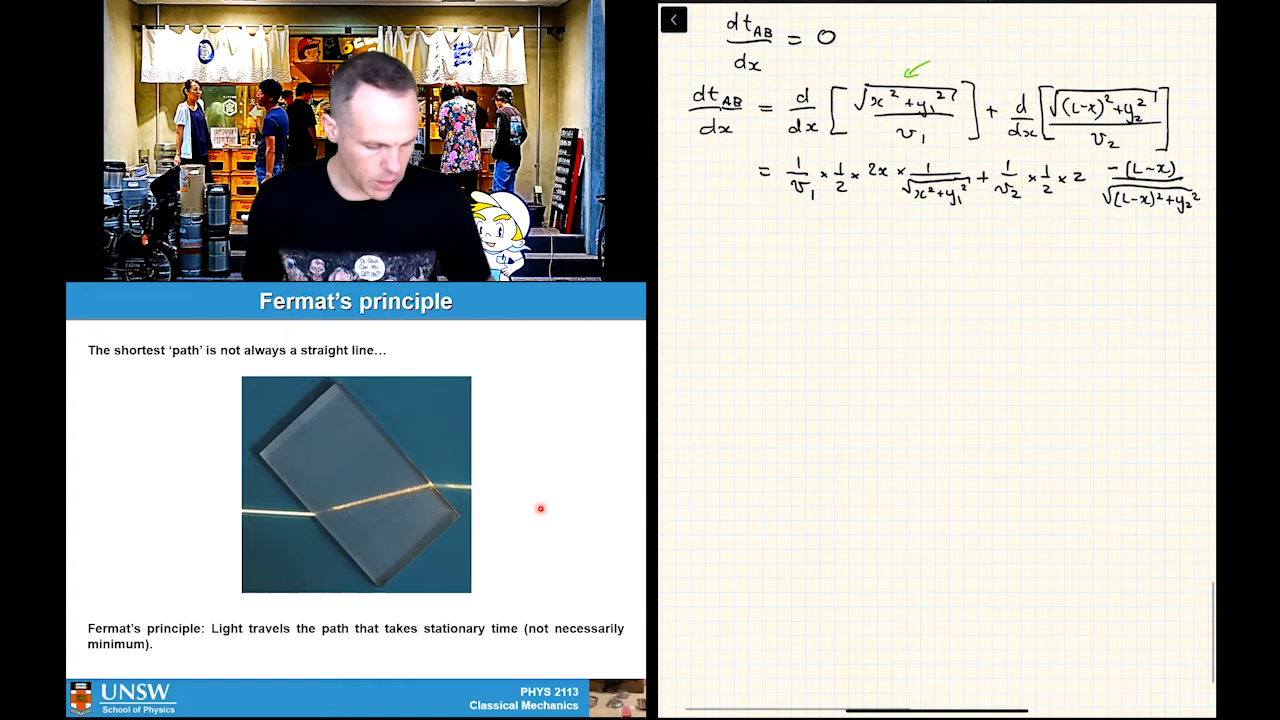 Fermat's principle
The shortest 'path' is not always a straight line…
Fermat's principle: Light travels the path that takes stationary time (not necessarily
minimum).
UNSW
School of Physics
PHYS 2113
Classical Mechanics
dt_AB/dx = 0
dt_AB/dx = d/dx [√(x² + y₁²) / v₁] + d/dx [√((L-x)² + y₂²) / v₂]
= 1/v₁ × 1/2 × 2x × 1/√(x² + y₁²) + 1/v₂ × 1/2 × 2 -(L-x)/√((L-x)² + y₂²)